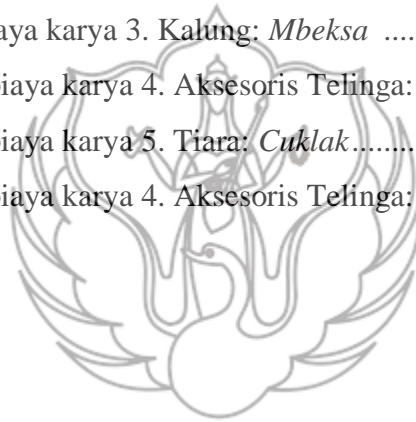 aya karya 3. Kalung: Mbeksa ....
iaya karya 4. Aksesoris Telinga:
iaya karya 5. Tiara: Cuklak.........
iaya karya 4. Aksesoris Telinga: